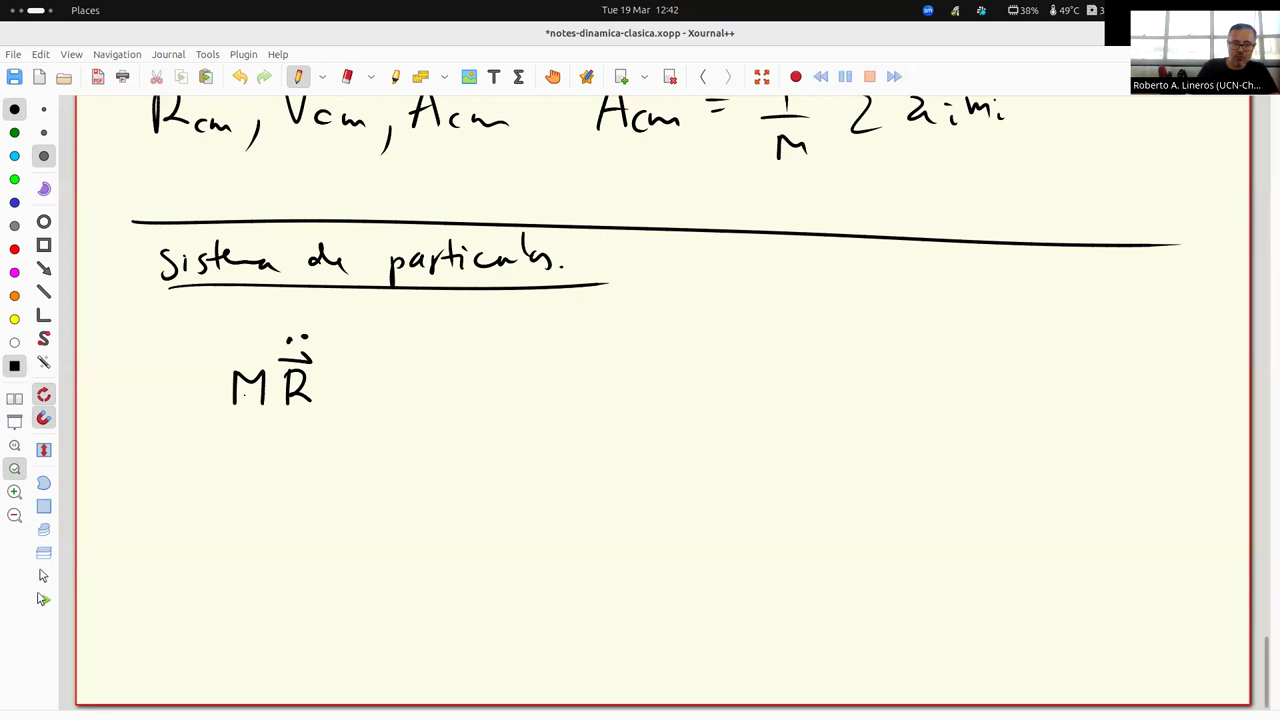 Places
Tue 19 Mar 12:42
38%
49°C
*notes-dinamica-clasica.xopp - Xournal++
File Edit View Navigation Journal Tools Plugin Help
Roberto A. Lineros (UCN-Ch...
Rcm, Vcm, Acm Acm = 1/M Σ aᵢmᵢ
Sistema de particulas.
M R⃗̈